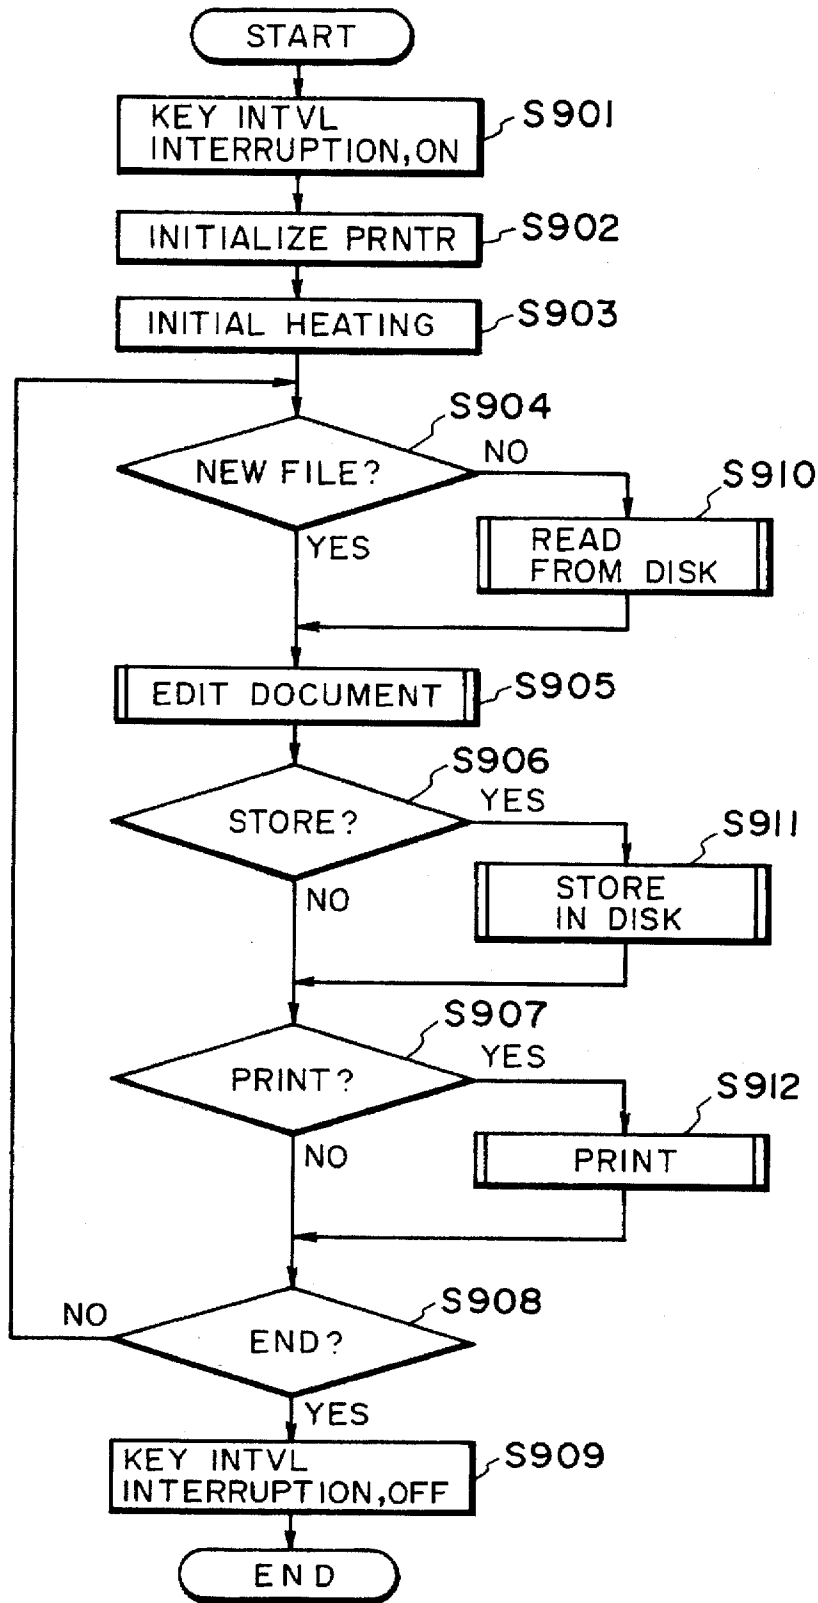 START
KEY INTVL
INTERRUPTION, ON
S901
INITIALIZE PRNTR
S902
INITIAL HEATING
S903
S904
NEW FILE?
NO
YES
S910
READ
FROM DISK
EDIT DOCUMENT
S905
S906
STORE?
YES
NO
S911
STORE
IN DISK
S907
PRINT?
YES
NO
S912
PRINT
S908
END?
NO
YES
KEY INTVL
INTERRUPTION, OFF
S909
END